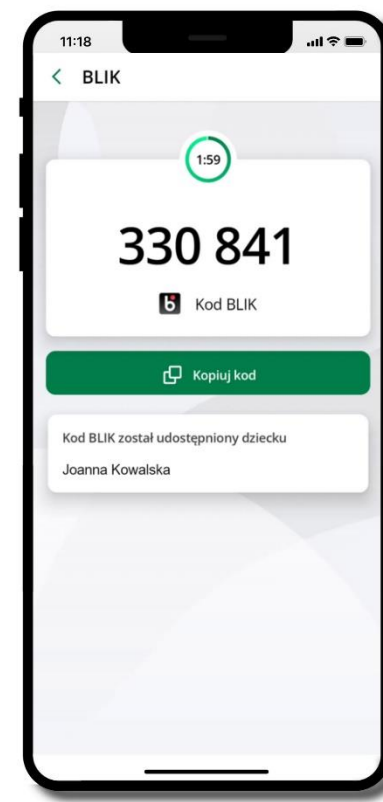 11:18
BLIK
1:59
330 841
Kod BLIK
Kopiuj kod
Kod BLIK został udostępniony dziecku
Joanna Kowalska